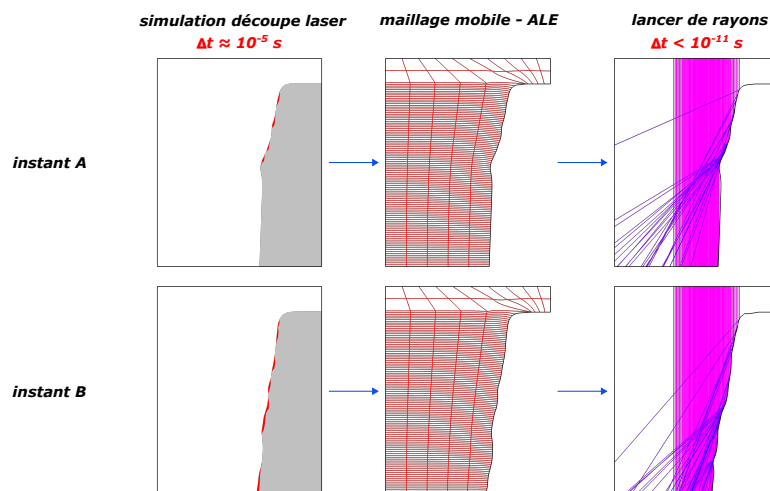 simulation découpe laser
Δt ≈ 10⁻⁵ s
maillage mobile - ALE
lancer de rayons
Δt < 10⁻¹¹ s
instant A
instant B